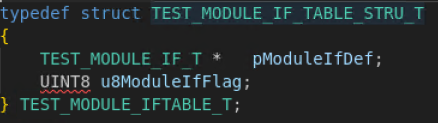 typedef struct TEST_MODULE_IF_TABLE_STRU_T
{
    TEST_MODULE_IF_T *   pModuleIfDef;
    UINT8 u8ModuleIfFlag;
} TEST_MODULE_IFTABLE_T;